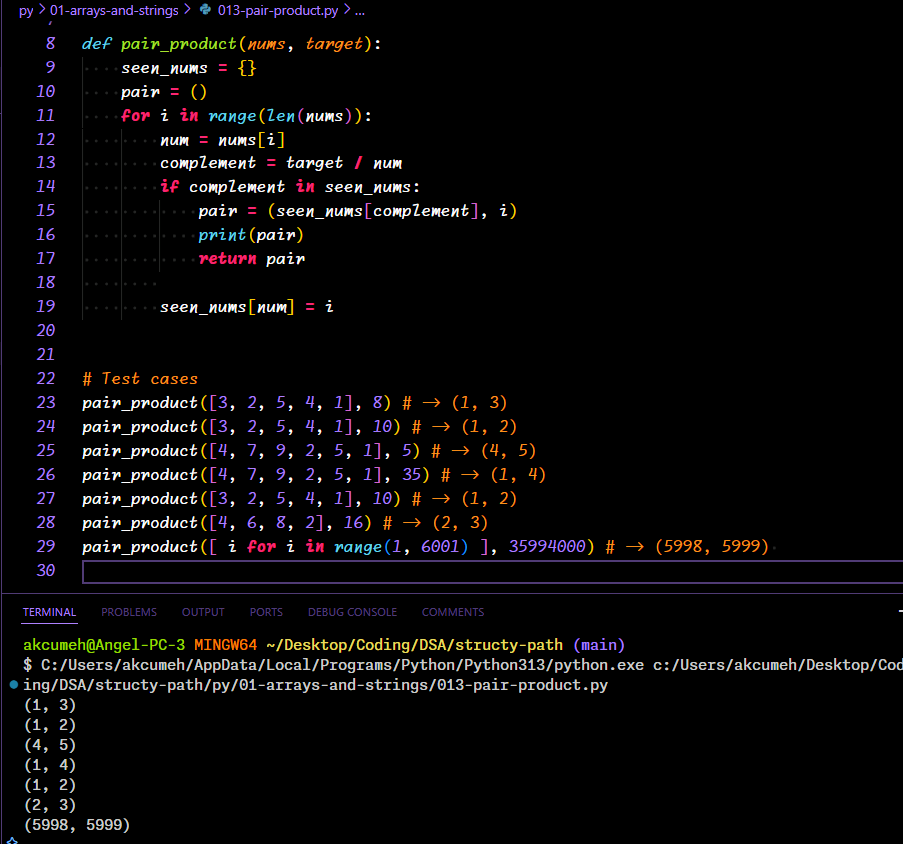 py > 01-arrays-and-strings > 013-pair-product.py > ...
8 def pair_product(nums, target):
9     seen_nums = {}
10     pair = ()
11     for i in range(len(nums)):
12         num = nums[i]
13         complement = target / num
14         if complement in seen_nums:
15             pair = (seen_nums[complement], i)
16             print(pair)
17             return pair
18
19         seen_nums[num] = i
20
21
22 # Test cases
23 pair_product([3, 2, 5, 4, 1], 8) # -> (1, 3)
24 pair_product([3, 2, 5, 4, 1], 10) # -> (1, 2)
25 pair_product([4, 7, 9, 2, 5, 1], 5) # -> (4, 5)
26 pair_product([4, 7, 9, 2, 5, 1], 35) # -> (1, 4)
27 pair_product([3, 2, 5, 4, 1], 10) # -> (1, 2)
28 pair_product([4, 6, 8, 2], 16) # -> (2, 3)
29 pair_product([ i for i in range(1, 6001) ], 35994000) # -> (5998, 5999)
30
TERMINAL PROBLEMS OUTPUT PORTS DEBUG CONSOLE COMMENTS
akcumeh@Angel-PC-3 MINGW64 ~/Desktop/Coding/DSA/structy-path (main)
$ C:/Users/akcumeh/AppData/Local/Programs/Python/Python313/python.exe c:/Users/akcumeh/Desktop/Cod
ing/DSA/structy-path/py/01-arrays-and-strings/013-pair-product.py
(1, 3)
(1, 2)
(4, 5)
(1, 4)
(1, 2)
(2, 3)
(5998, 5999)